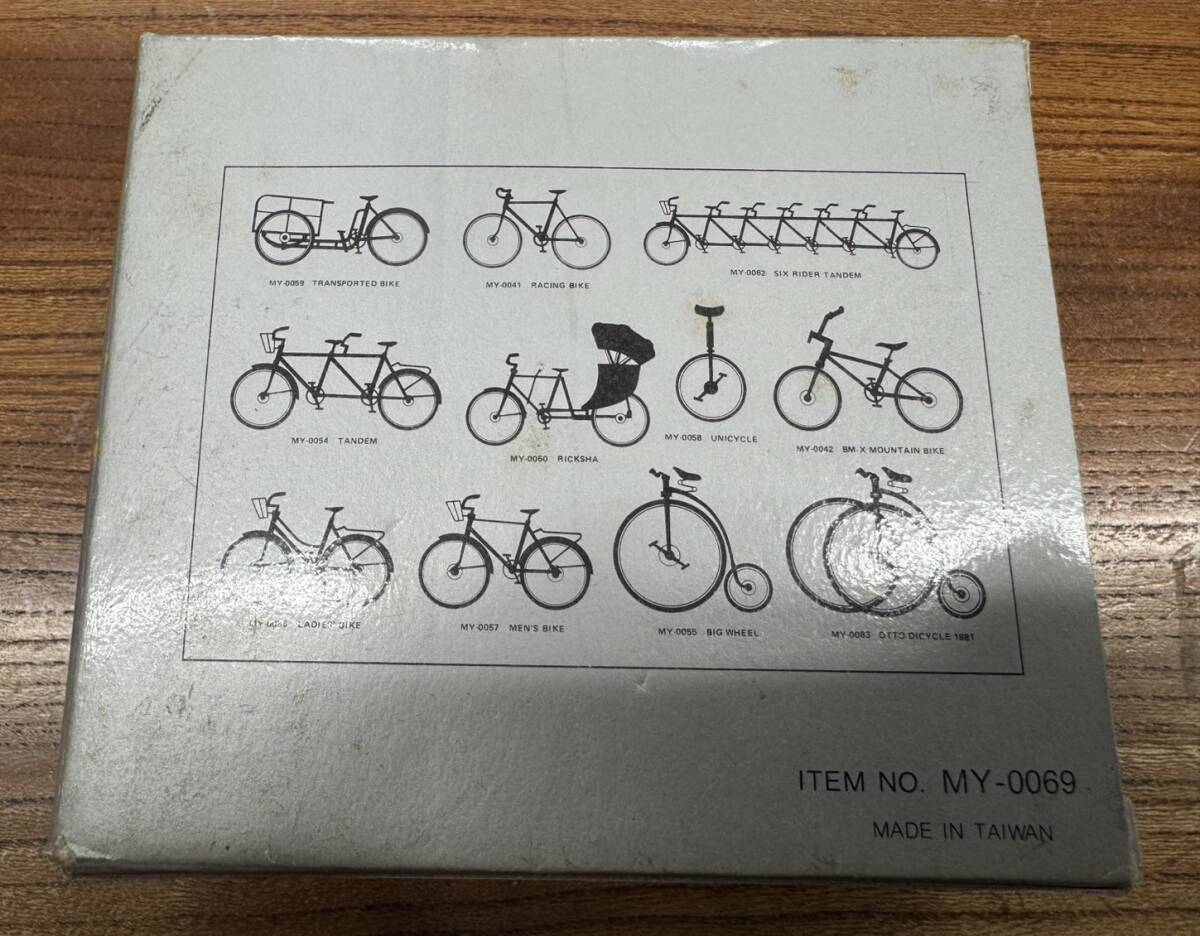 MY-0059 TRANSPORTED BIKE
MY-0041 RACING BIKE
MY-0062 SIX RIDER TANDEM
MY-0054 TANDEM
MY-0060 RICKSHA
MY-0058 UNICYCLE
MY-0042 BM-X MOUNTAIN BIKE
LADIES' BIKE
MY-0057 MEN'S BIKE
MY-0055 BIG WHEEL
MY-0063 OTTO DICYCLE 1881
ITEM NO. MY-0069
MADE IN TAIWAN